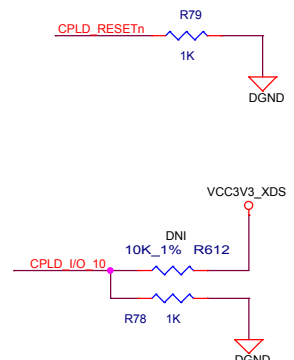 R79
CPLD_RESETn
1K
DGND
VCC3V3_XDS
DNI
10K_1% R612
CPLD_I/O_10
R78 1K
DGND